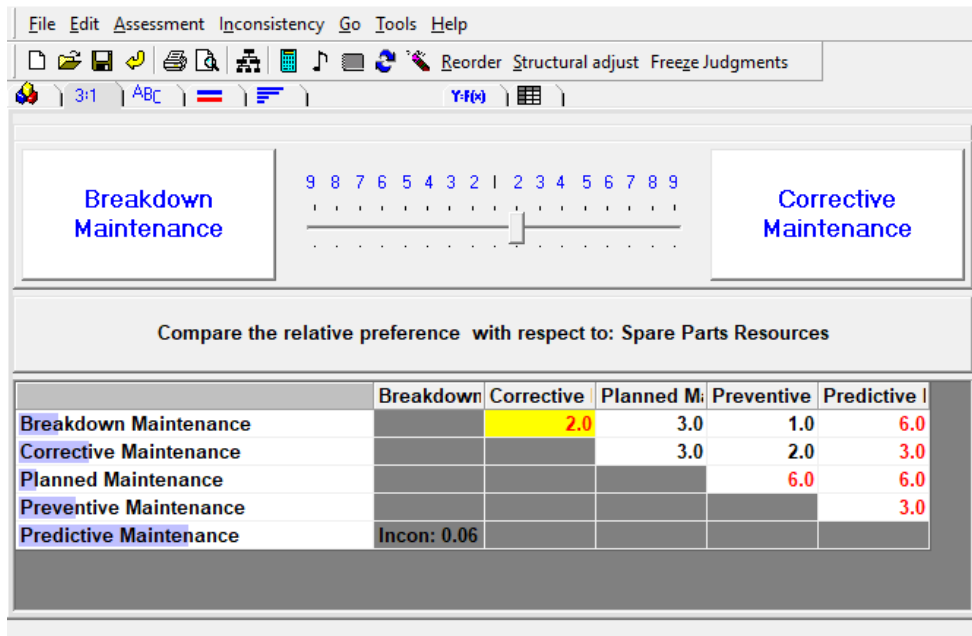 File Edit Assessment Inconsistency Go Tools Help
Reorder Structural adjust Freeze Judgments
3:1 ABC Y=F(x)
9 8 7 6 5 4 3 2 1 2 3 4 5 6 7 8 9
Breakdown
Maintenance
Corrective
Maintenance
Compare the relative preference with respect to: Spare Parts Resources
Breakdown Corrective Planned Ma Preventive Predictive
Breakdown Maintenance 2.0 3.0 1.0 6.0
Corrective Maintenance 3.0 2.0 3.0
Planned Maintenance 6.0 6.0
Preventive Maintenance 3.0
Predictive Maintenance Incon: 0.06